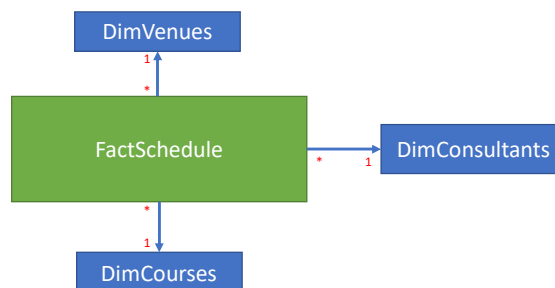 DimVenues
1
*
FactSchedule
* 1 DimConsultants
*
1
DimCourses